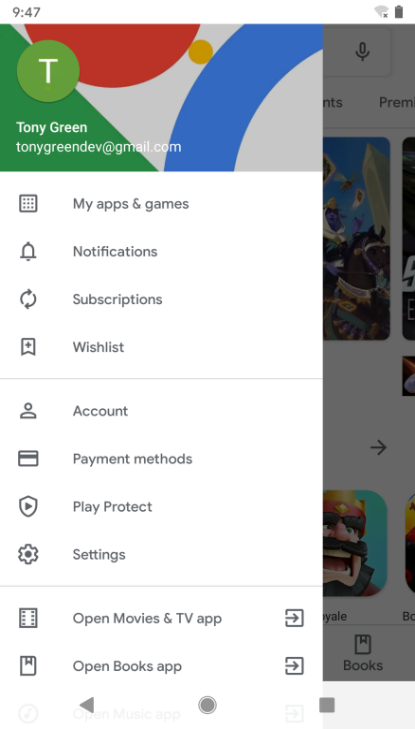 9:47
T
Tony Green
tonygreendev@gmail.com
My apps & games
Notifications
Subscriptions
Wishlist
Account
Payment methods
Play Protect
Settings
Open Movies & TV app
Open Books app
Open Music app
nts Premi
yale Bo
Books